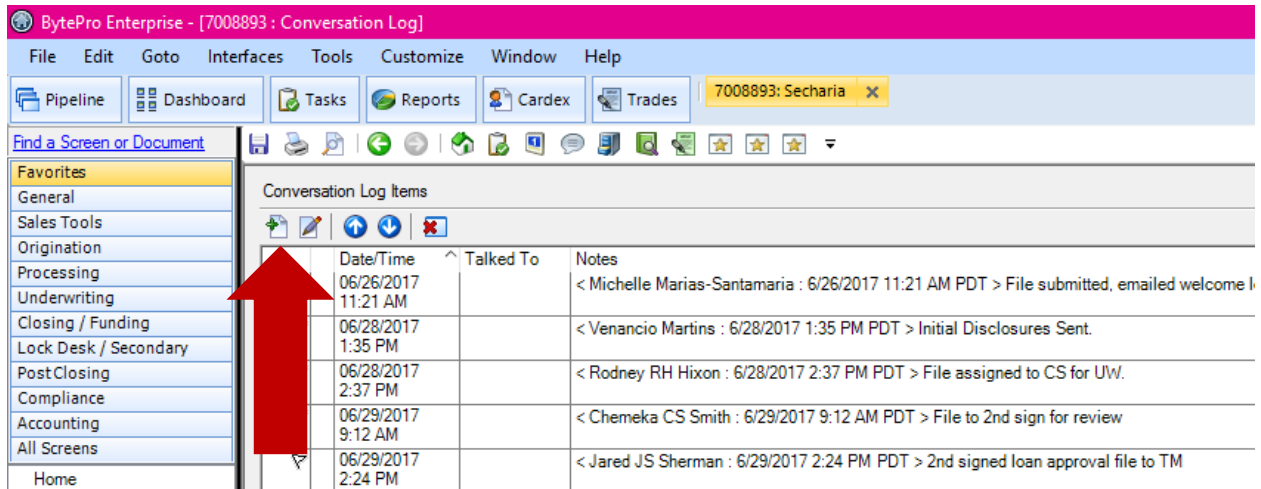 BytePro Enterprise - [7008893 : Conversation Log]
File Edit Goto Interfaces Tools Customize Window Help
Pipeline Dashboard Tasks Reports Cardex Trades 7008893: Secharia
Find a Screen or Document
Favorites
General
Sales Tools
Origination
Processing
Underwriting
Closing / Funding
Lock Desk / Secondary
PostClosing
Compliance
Accounting
All Screens
Home
Conversation Log Items
Date/Time Talked To Notes
06/26/2017
11:21 AM
< Michelle Marias-Santamaria : 6/26/2017 11:21 AM PDT > File submitted, emailed welcome
06/28/2017
1:35 PM
< Venancio Martins : 6/28/2017 1:35 PM PDT > Initial Disclosures Sent.
06/28/2017
2:37 PM
< Rodney RH Hixon : 6/28/2017 2:37 PM PDT > File assigned to CS for UW.
06/29/2017
9:12 AM
< Chemeka CS Smith : 6/29/2017 9:12 AM PDT > File to 2nd sign for review
06/29/2017
2:24 PM
< Jared JS Sherman : 6/29/2017 2:24 PM PDT > 2nd signed loan approval file to TM